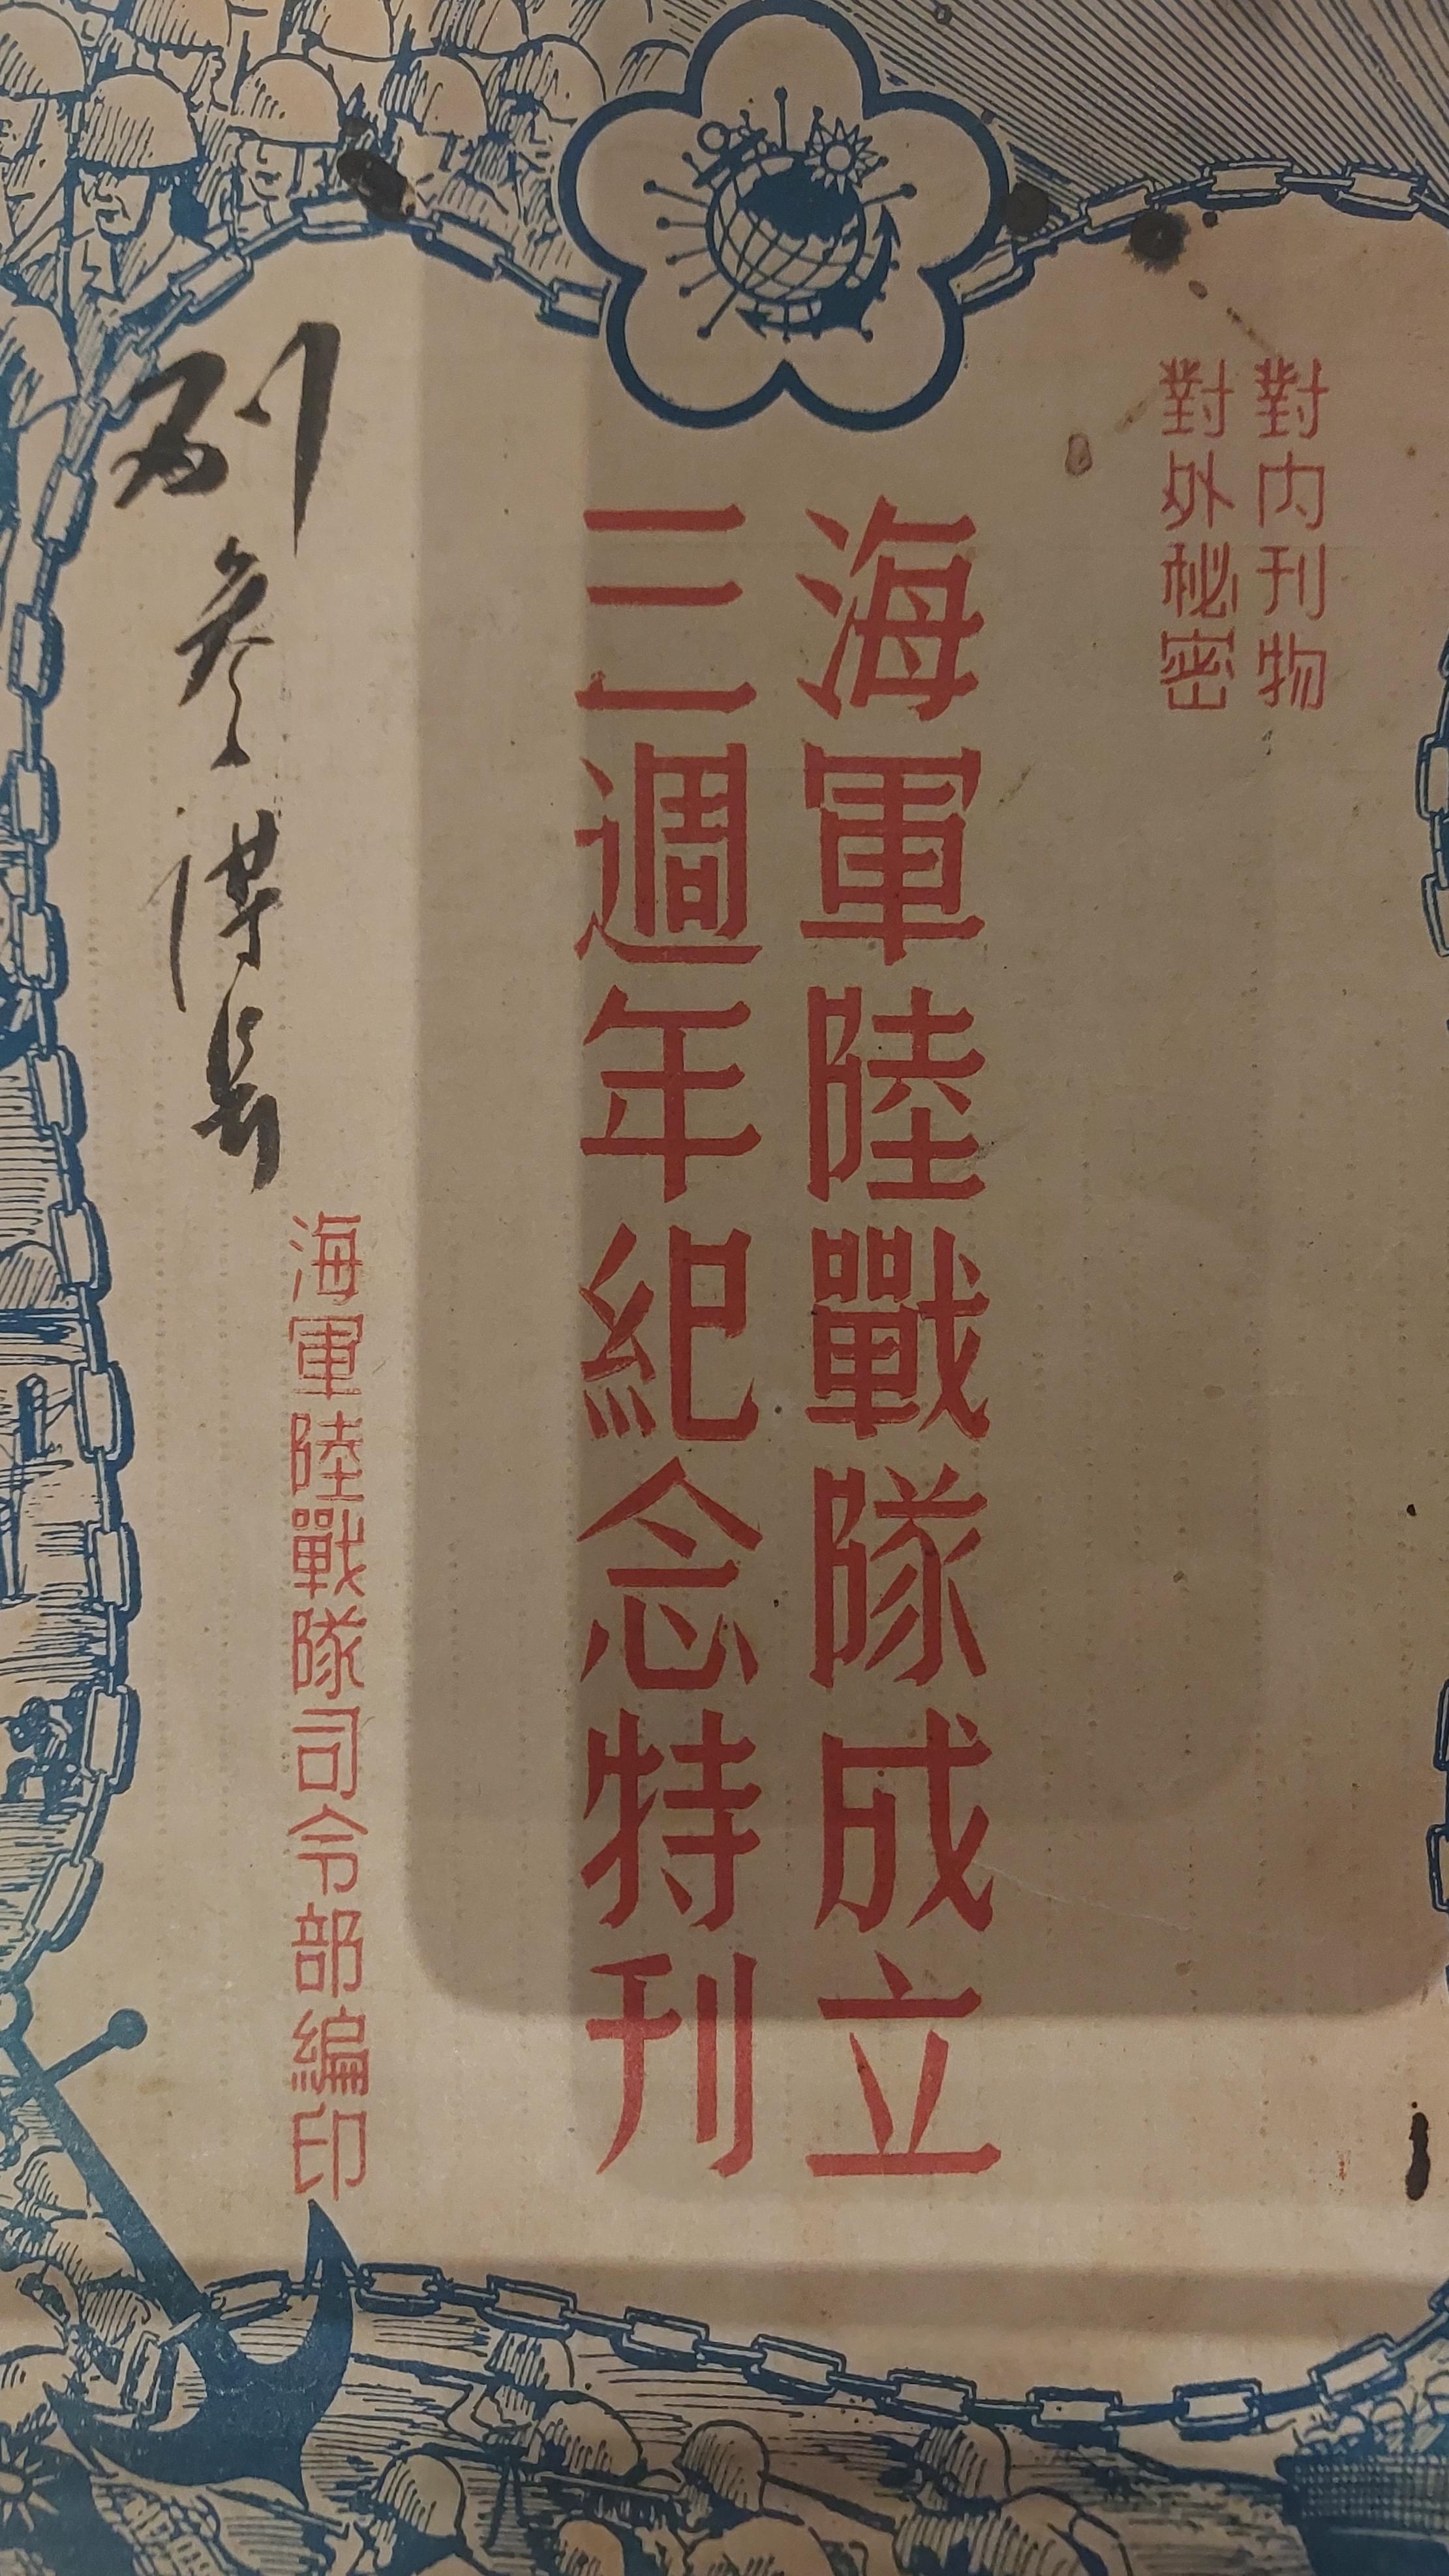 對內刊物
對外秘密
海軍陸戰隊成立
三週年紀念特刊
海軍陸戰隊司令部編印